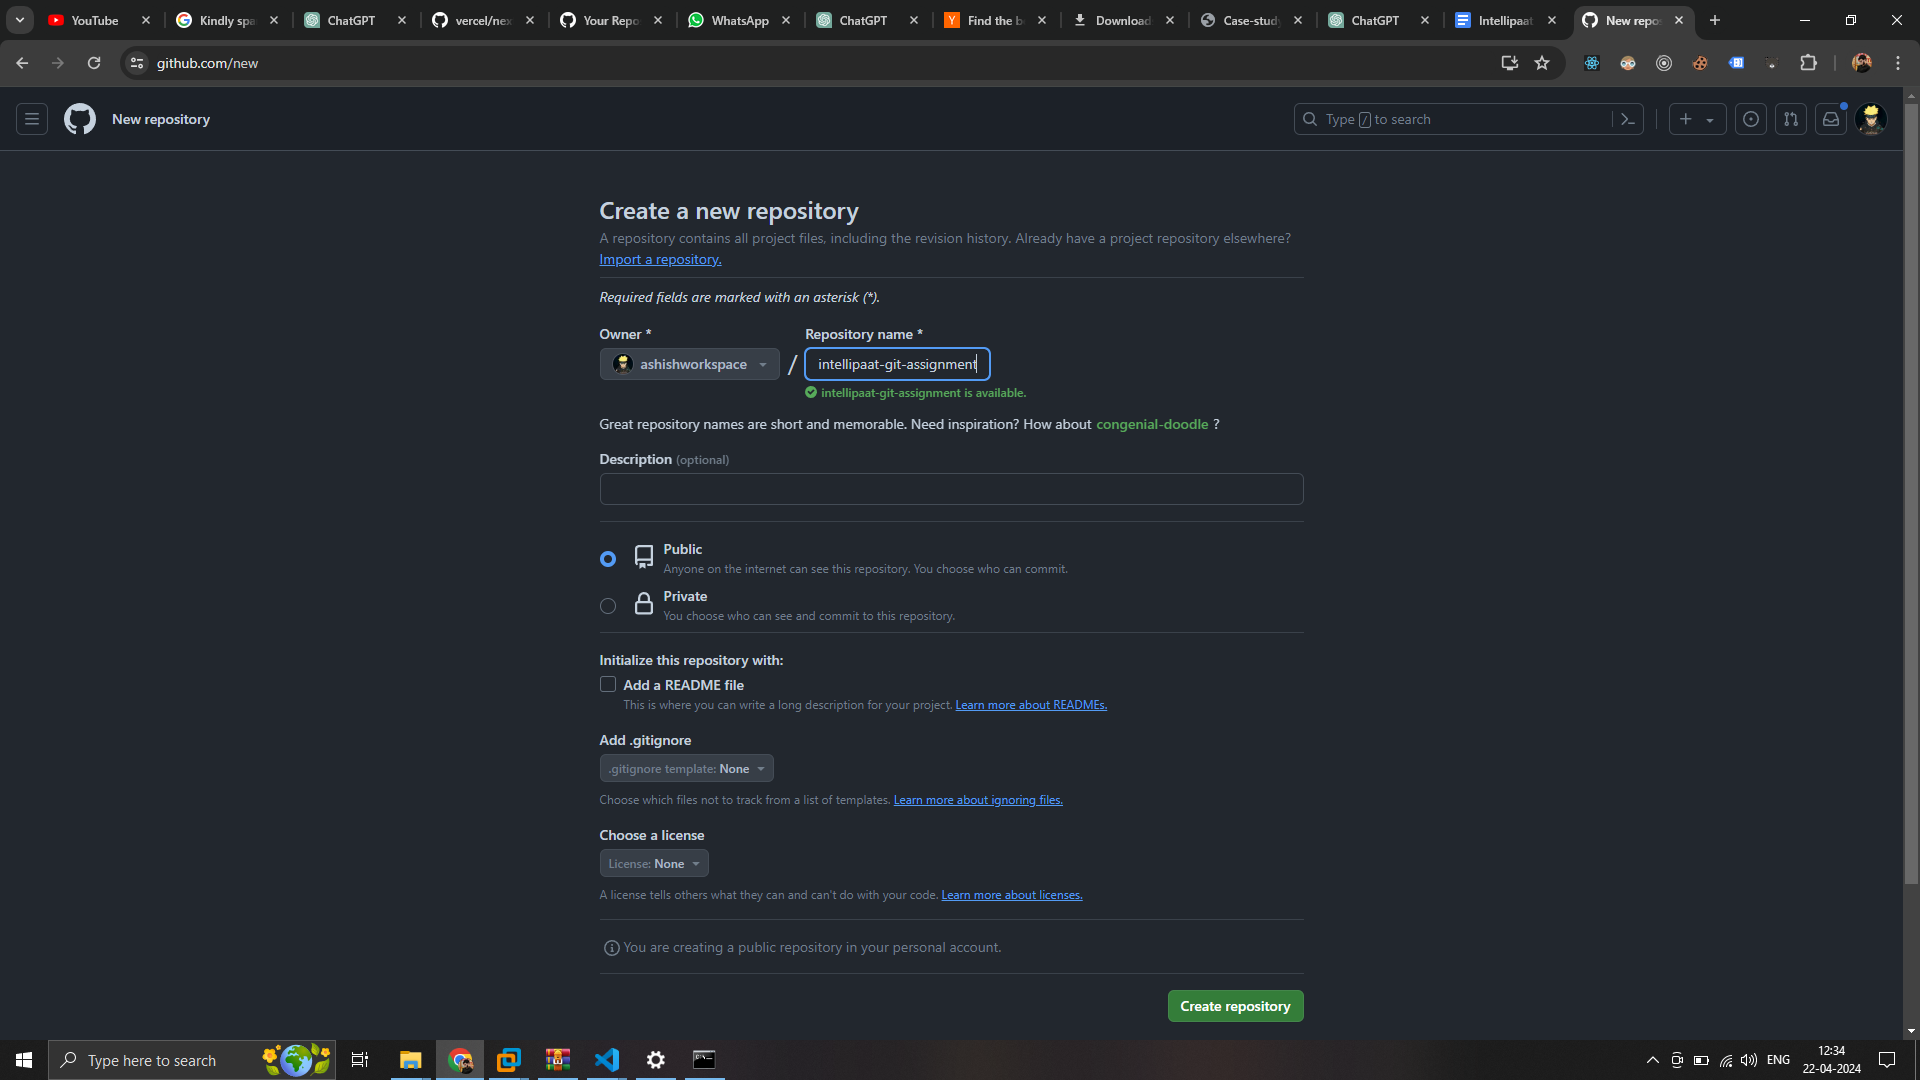 YouTube
Kindly spa
ChatGPT
vercel/nex
Your Repo
WhatsApp
ChatGPT
Find the b
Download
Case-study
ChatGPT
Intellipaat
New repos
github.com/new
New repository
Type / to search
Create a new repository
A repository contains all project files, including the revision history. Already have a project repository elsewhere?
Import a repository.
Required fields are marked with an asterisk (*).
Owner *
Repository name *
ashishworkspace
/
intellipaat-git-assignment
intellipaat-git-assignment is available.
Great repository names are short and memorable. Need inspiration? How about congenial-doodle ?
Description (optional)
Public
Anyone on the internet can see this repository. You choose who can commit.
Private
You choose who can see and commit to this repository.
Initialize this repository with:
Add a README file
This is where you can write a long description for your project. Learn more about READMEs.
Add .gitignore
.gitignore template: None
Choose which files not to track from a list of templates. Learn more about ignoring files.
Choose a license
License: None
A license tells others what they can and can't do with your code. Learn more about licenses.
You are creating a public repository in your personal account.
Create repository
Type here to search
ENG
12:34
22-04-2024